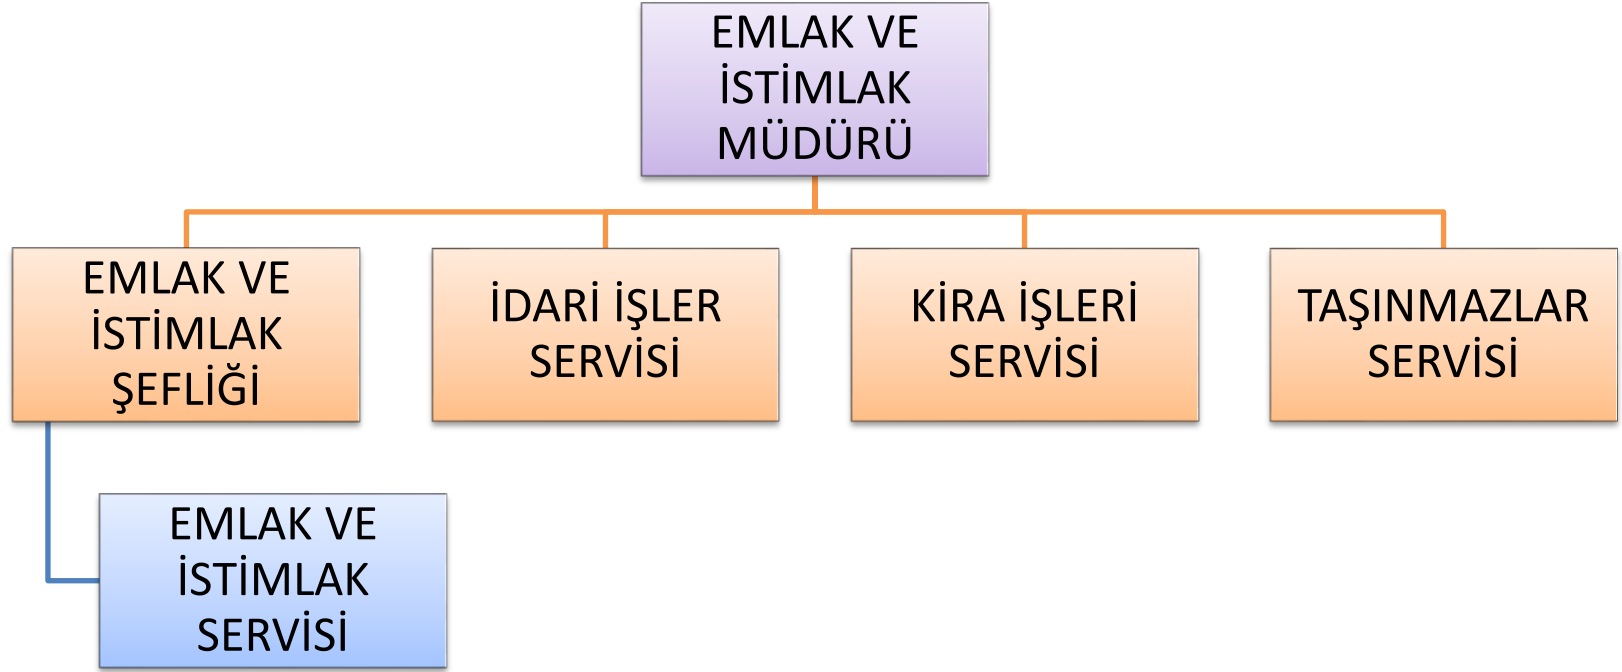 EMLAK VE
İSTİMLAK
MÜDÜRÜ
EMLAK VE
İSTİMLAK
ŞEFLİĞİ
İDARİ İŞLER
SERVİSİ
KİRA İŞLERİ
SERVİSİ
TAŞINMAZLAR
SERVİSİ
EMLAK VE
İSTİMLAK
SERVİSİ